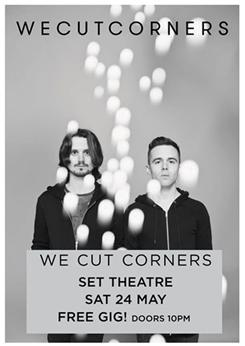 WECUTCORNERS
WE CUT CORNERS
SET THEATRE
SAT 24 MAY
FREE GIG! DOORS 10PM